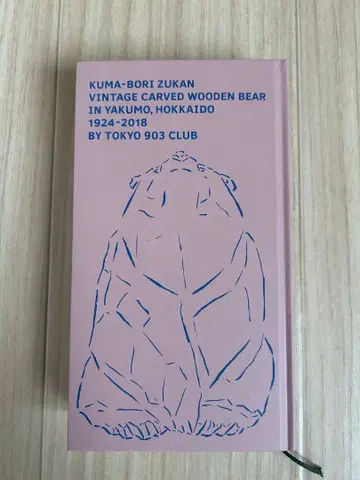 KUMA-BORI ZUKAN
VINTAGE CARVED WOODEN BEAR
IN YAKUMO, HOKKAIDO
1924-2018
BY TOKYO 903 CLUB